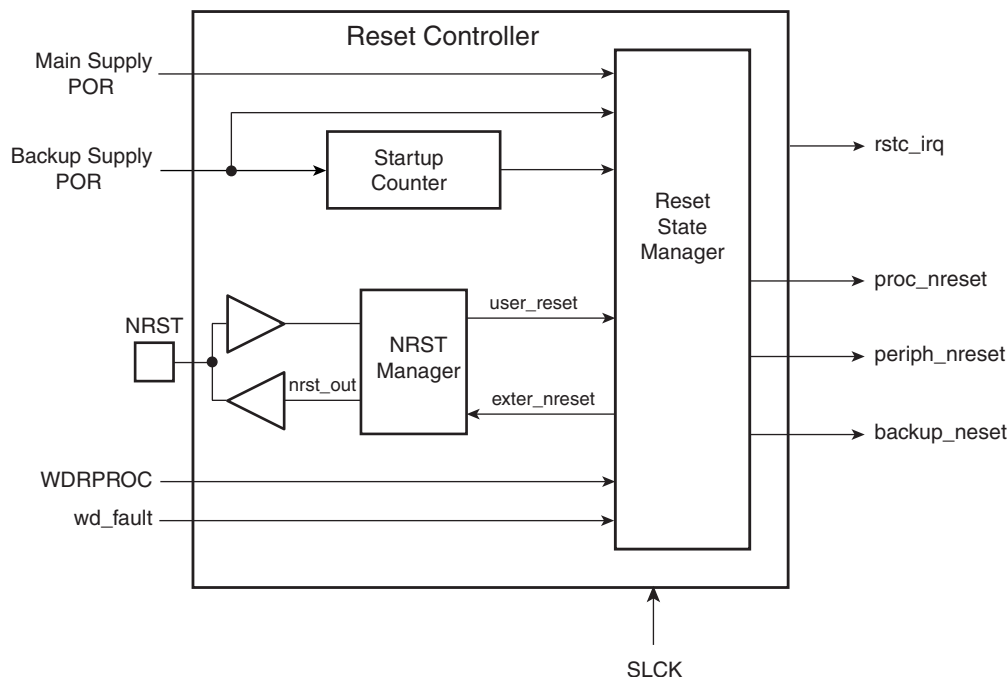 Reset Controller
Main Supply
POR
Backup Supply
POR
Startup
Counter
Reset
State
Manager
rstc_irq
proc_nreset
periph_nreset
backup_neset
NRST
nrst_out
NRST
Manager
user_reset
exter_nreset
WDRPROC
wd_fault
SLCK